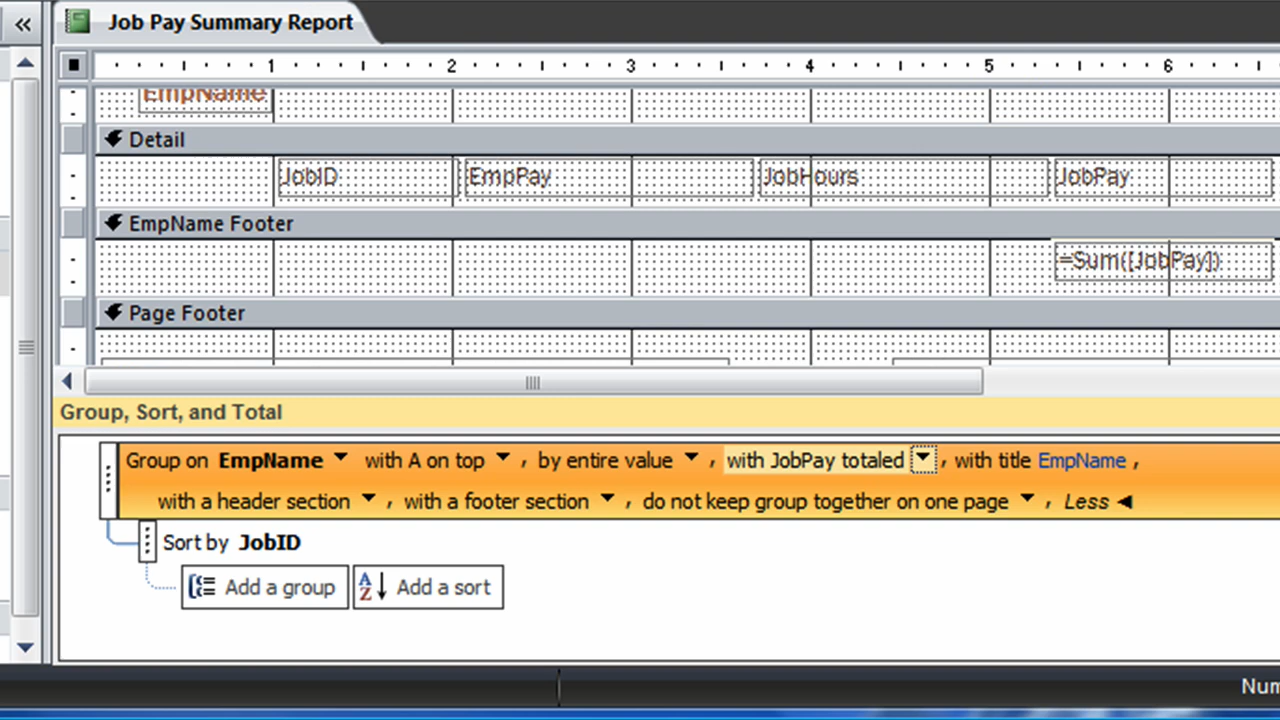 Job Pay Summary Report
1 2 3 4 5 6
EmpName
Detail
JobID EmpPay JobHours JobPay
EmpName Footer
=Sum([JobPay])
Page Footer
Group, Sort, and Total
Group on EmpName with A on top , by entire value , with JobPay totaled , with title EmpName ,
with a header section , with a footer section , do not keep group together on one page , Less
Sort by JobID
Add a group Add a sort
Num